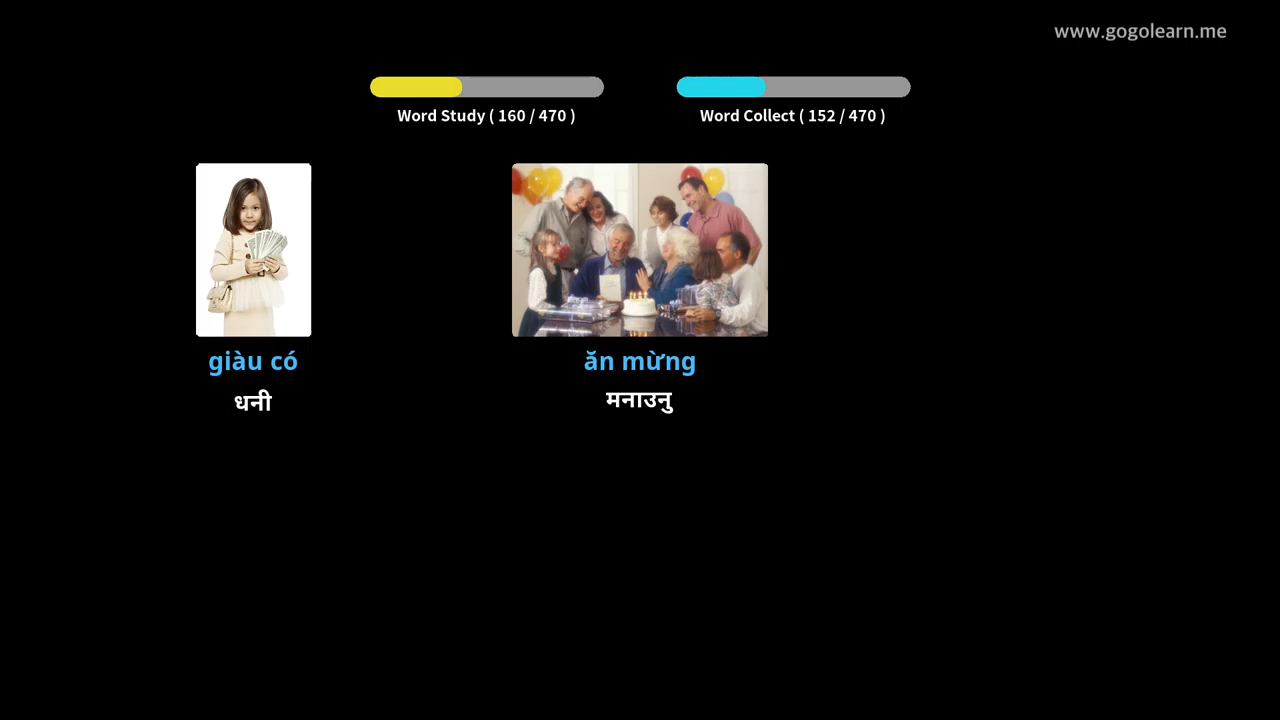 www.gogolearn.me
Word Study ( 160 / 470 )
Word Collect ( 152 / 470 )
giàu có
धनी
ăn mừng
मनाउनु